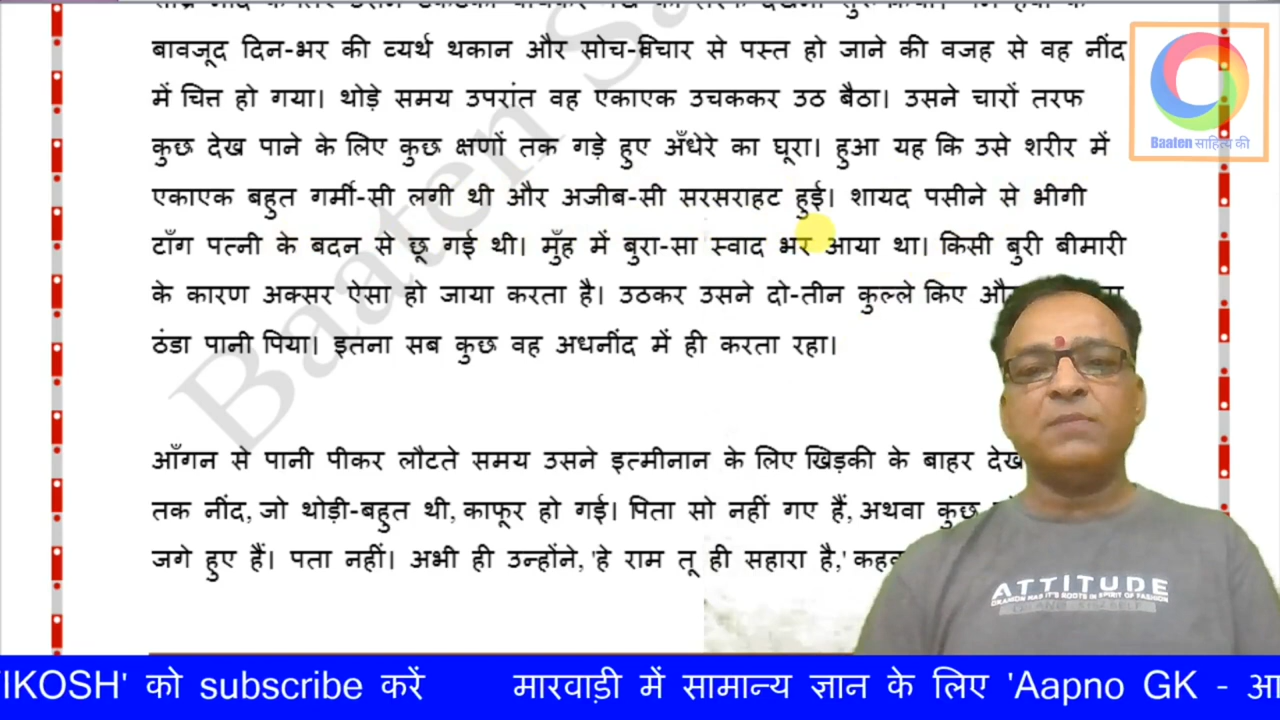 बावजूद दिन-भर की व्यर्थ थकान और सोच-विचार से पस्त हो जाने की वजह से वह नींद
में चित्त हो गया। थोड़े समय उपरांत वह एकाएक उचककर उठ बैठा। उसने चारों तरफ
कुछ देख पाने के लिए कुछ क्षणों तक गड़े हुए अँधेरे का घूरा। हुआ यह कि उसे शरीर में
एकाएक बहुत गर्मी-सी लगी थी और अजीब-सी सरसराहट हुई। शायद पसीने से भीगी
टाँग पत्नी के बदन से छू गई थी। मुँह में बुरा-सा स्वाद भर आया था। किसी बुरी बीमारी
के कारण अक्सर ऐसा हो जाया करता है। उठकर उसने दो-तीन कुल्ले किए
ठंडा पानी पिया। इतना सब कुछ वह अधनींद में ही करता रहा।
आँगन से पानी पीकर लौटते समय उसने इत्मीनान के लिए खिड़की के बाहर
तक नींद, जो थोड़ी-बहुत थी, काफूर हो गई। पिता सो नहीं गए हैं, अथवा कुछ
जगे हुए हैं। पता नहीं। अभी ही उन्होंने, 'हे राम तू ही सहारा है,'
Baaten साहित्य की
Baaten
ATTITUDE
IKOSH' को subscribe करें मारवाड़ी में सामान्य ज्ञान के लिए 'Aapno GK -